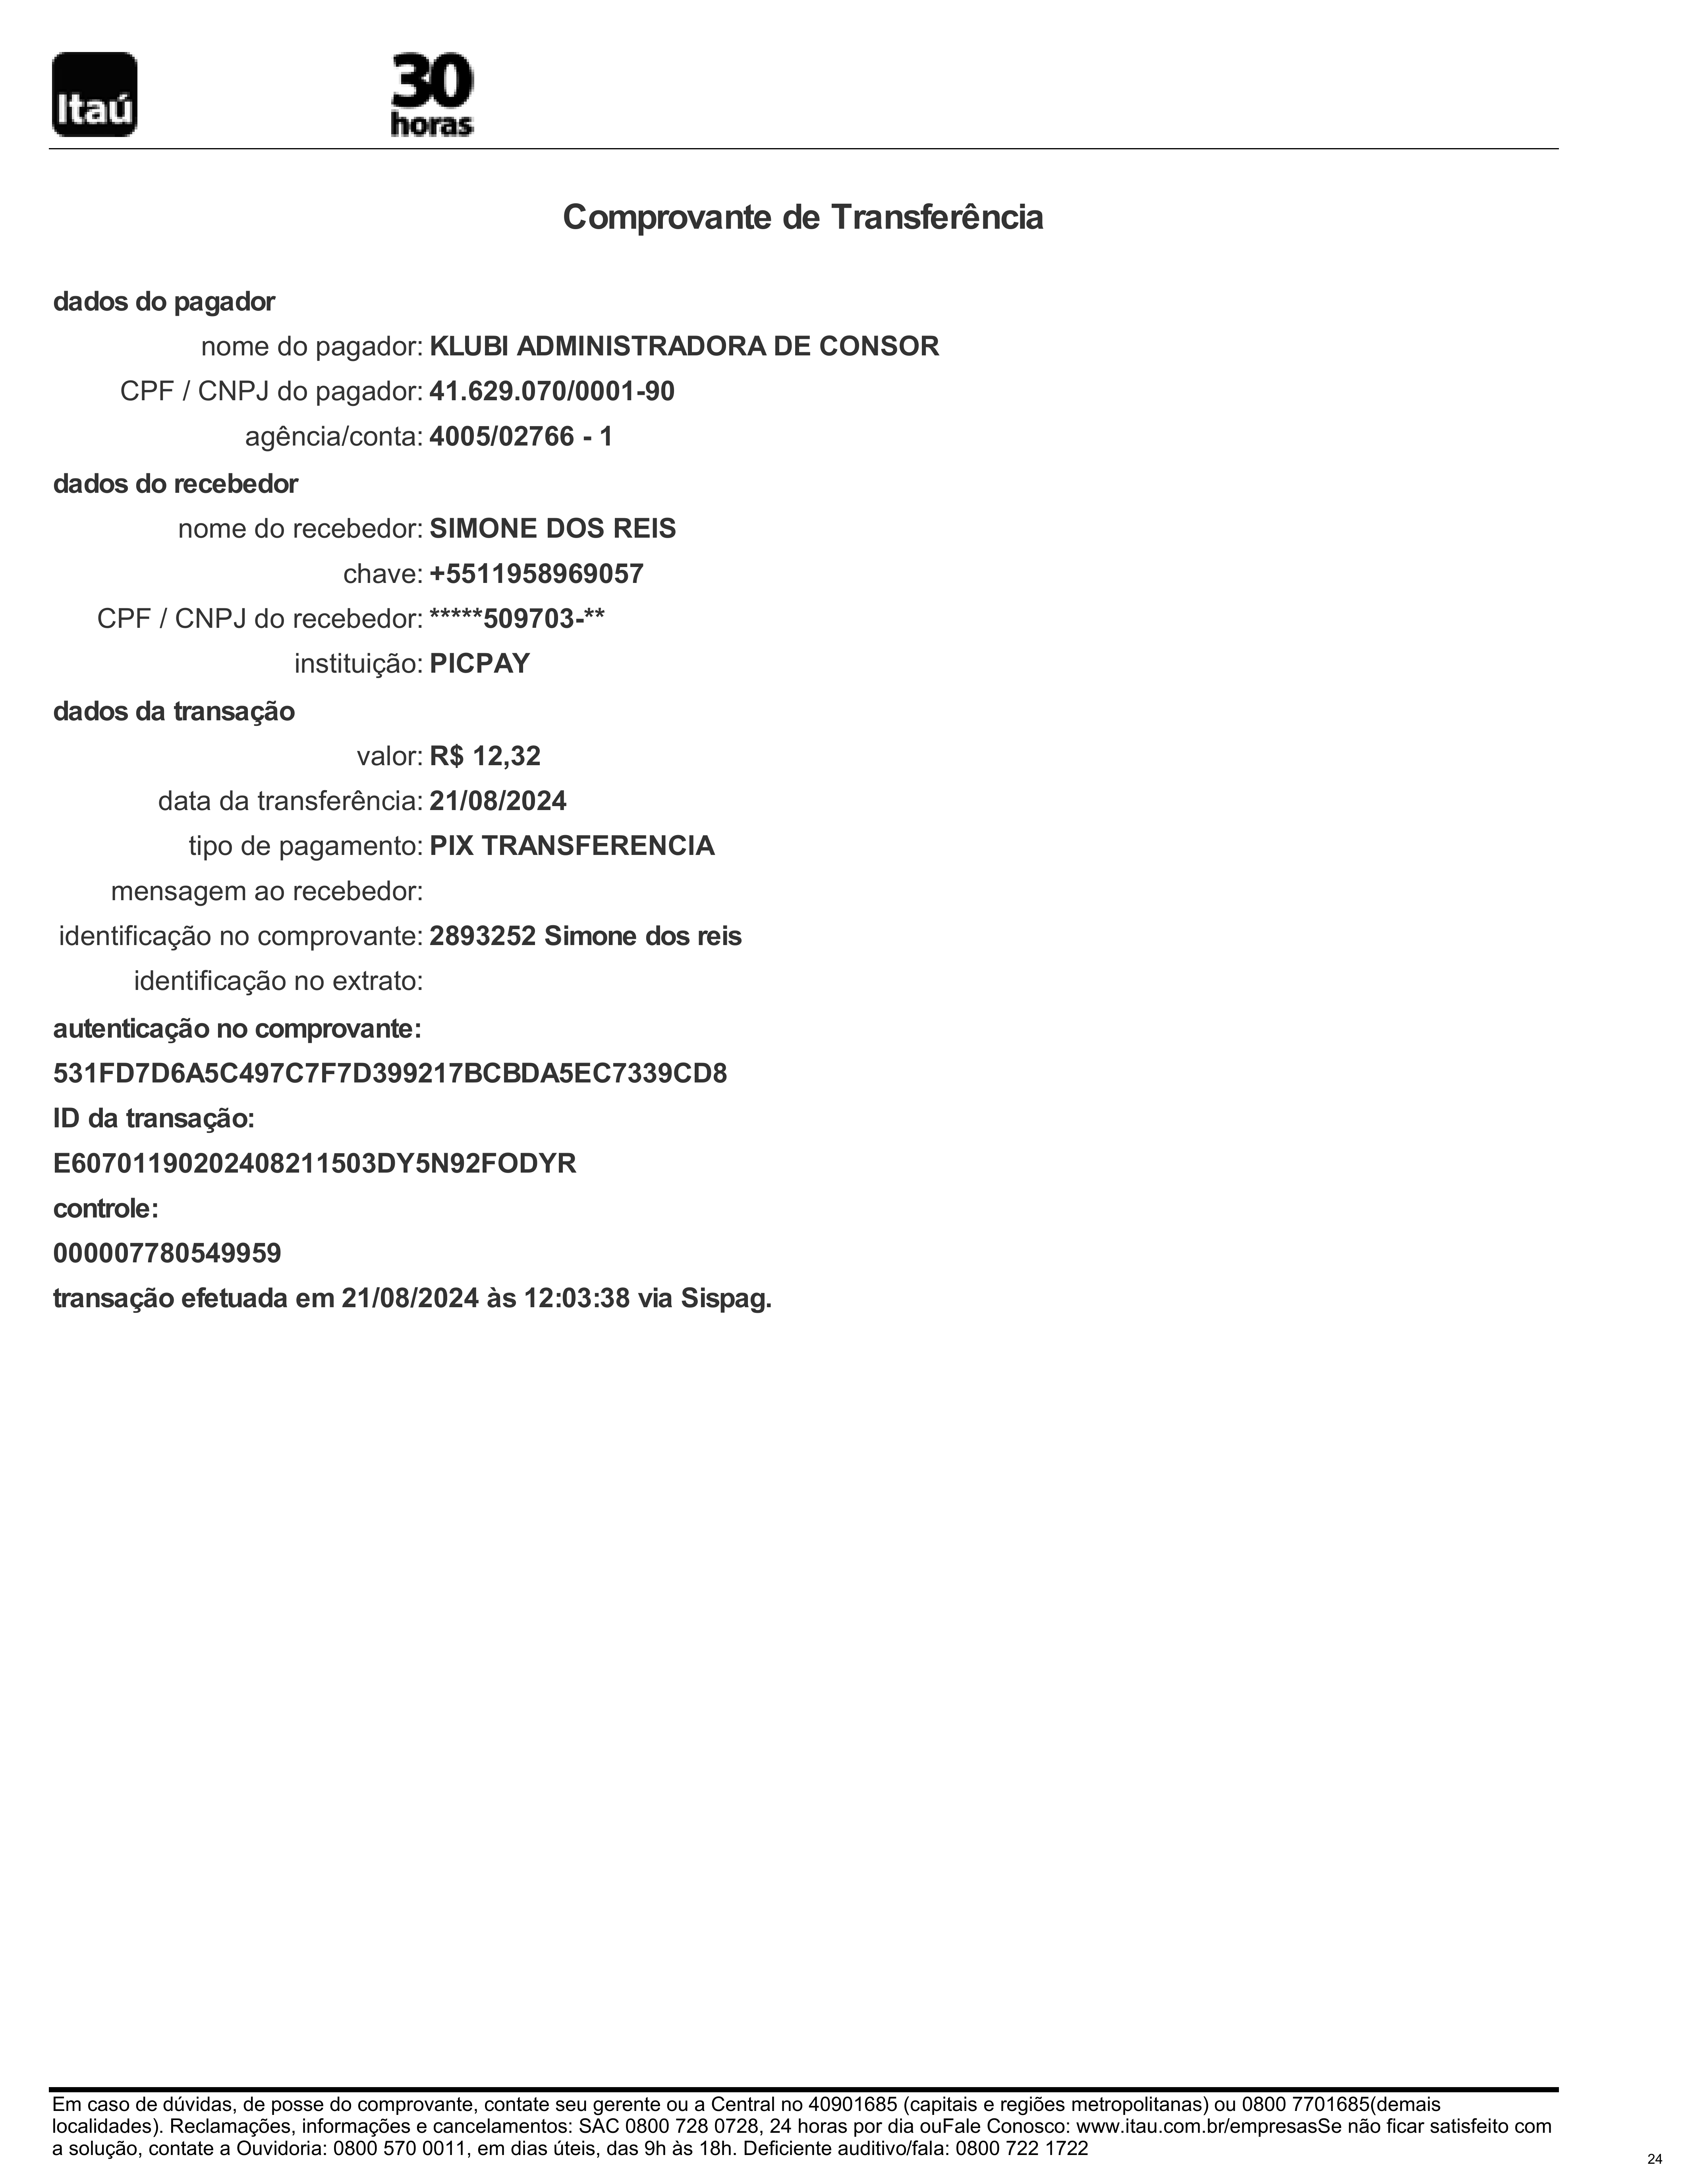 Itaú
30
horas
Comprovante de Transferência
dados do pagador
nome do pagador: KLUBI ADMINISTRADORA DE CONSOR
CPF / CNPJ do pagador: 41.629.070/0001-90
agência/conta: 4005/02766 - 1
dados do recebedor
nome do recebedor: SIMONE DOS REIS
chave: +5511958969057
CPF / CNPJ do recebedor: *****509703-**
instituição: PICPAY
dados da transação
valor: R$ 12,32
data da transferência: 21/08/2024
tipo de pagamento: PIX TRANSFERENCIA
mensagem ao recebedor:
identificação no comprovante: 2893252 Simone dos reis
identificação no extrato:
autenticação no comprovante:
531FD7D6A5C497C7F7D399217BCBDA5EC7339CD8
ID da transação:
E60701190202408211503DY5N92FODYR
controle:
000007780549959
transação efetuada em 21/08/2024 às 12:03:38 via Sispag.
Em caso de dúvidas, de posse do comprovante, contate seu gerente ou a Central no 40901685 (capitais e regiões metropolitanas) ou 0800 7701685(demais
localidades). Reclamações, informações e cancelamentos: SAC 0800 728 0728, 24 horas por dia ouFale Conosco: www.itau.com.br/empresasSe não ficar satisfeito com
a solução, contate a Ouvidoria: 0800 570 0011, em dias úteis, das 9h às 18h. Deficiente auditivo/fala: 0800 722 1722
24